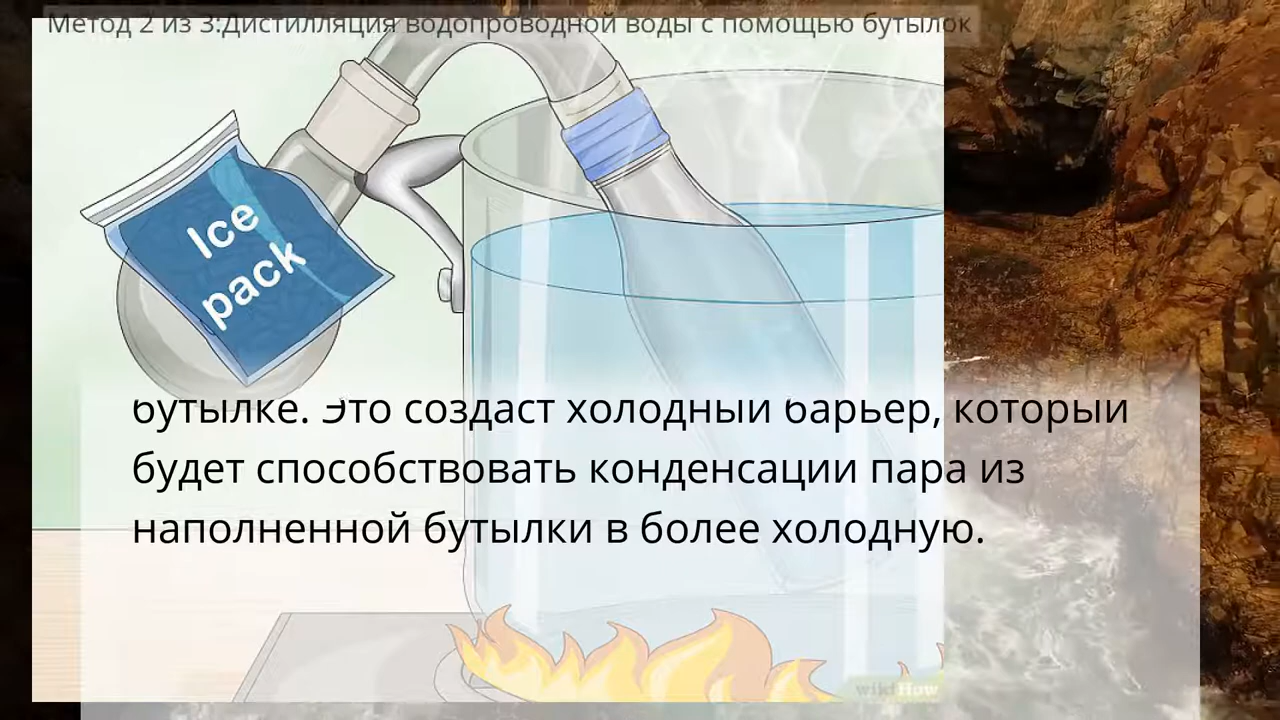 Метод 2 из 3:Дистилляция водопроводной воды с помощью бутылок
Ice
pack
бутылке. Это создаст холодный барьер, который
будет способствовать конденсации пара из
наполненной бутылки в более холодную.
wikiHow